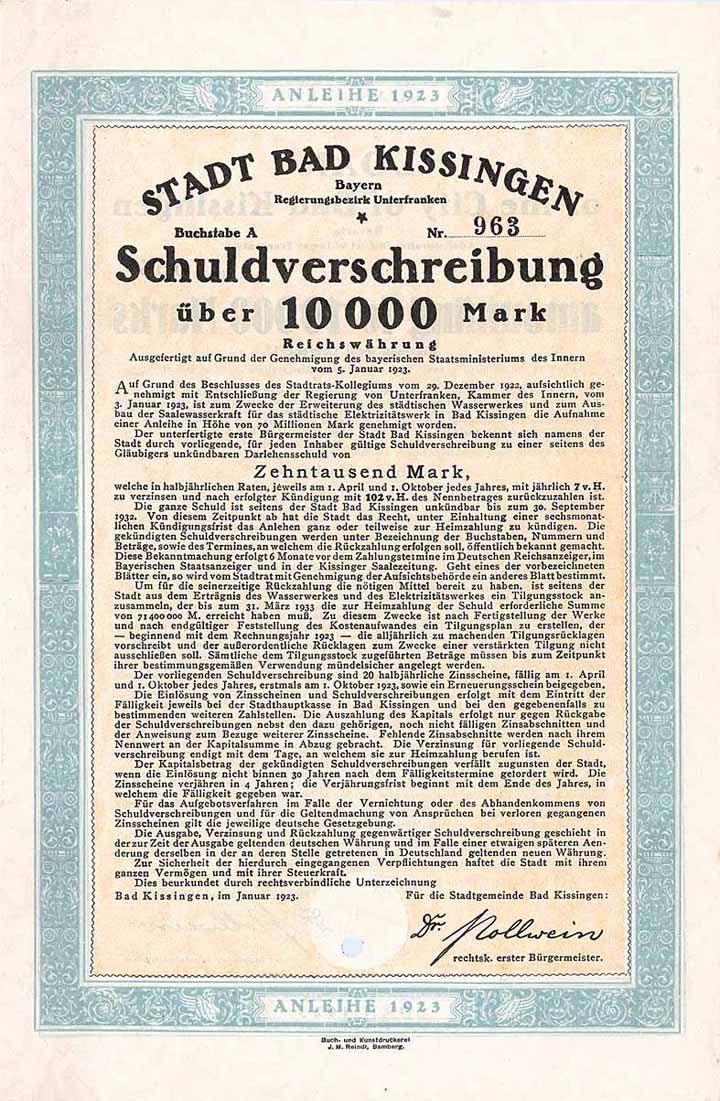 ANLEIHE 1923
STADT BAD KISSINGEN
Bayern
Regierungsbezirk Unterfranken
Buchstabe A Nr. 963
Schuldverschreibung
über 10 000 Mark
Reichswährung
Ausgefertigt auf Grund der Genehmigung des bayerischen Staatsministeriums des Innern
vom 5. Januar 1923.
Auf Grund des Beschlusses des Stadtrats-Kollegiums vom 29. Dezember 1922, aufsichtlich ge-
nehmigt mit Entschließung der Regierung von Unterfranken, Kammer des Innern, vom
3. Januar 1923, ist zum Zwecke der Erweiterung des städtischen Wasserwerkes und zum Aus-
bau der Saalewasserkraft für das städtische Elektrizitätswerk in Bad Kissingen die Aufnahme
einer Anleihe in Höhe von 70 Millionen Mark genehmigt worden.
Der unterfertigte erste Bürgermeister der Stadt Bad Kissingen bekennt sich namens der
Stadt durch vorliegende, für jeden Inhaber gültige Schuldverschreibung zu einer seitens des
Gläubigers unkündbaren Darlehensschuld von
Zehntausend Mark,
welche in halbjährlichen Raten, jeweils am 1. April und 1. Oktober jedes Jahres, mit jährlich 7 v. H.
zu verzinsen und nach erfolgter Kündigung mit 102 v. H. des Nennbetrages zurückzuzahlen ist.
Die ganze Schuld ist seitens der Stadt Bad Kissingen unkündbar bis zum 30. September
1932. Von diesem Zeitpunkt ab hat die Stadt das Recht, unter Einhaltung einer sechsmonat-
lichen Kündigungsfrist das Anlehen ganz oder teilweise zur Heimzahlung zu kündigen. Die
gekündigten Schuldverschreibungen werden unter Bezeichnung der Buchstaben, Nummern und
Beträge, sowie des Termines, an welchem die Rückzahlung erfolgen soll, öffentlich bekannt gemacht.
Diese Bekanntmachung erfolgt 6 Monate vor dem Zahlungstermine im Deutschen Reichsanzeiger, im
Bayerischen Staatsanzeiger und in der Kissinger Saalezeitung. Geht eines der vorbezeichneten
Blätter ein, so wird vom Stadtrat mit Genehmigung der Aufsichtsbehörde ein anderes Blatt bestimmt.
Um für die seinerzeitige Rückzahlung die nötigen Mittel bereit zu haben, ist seitens der
Stadt aus dem Erträgnis des Wasserwerkes und des Elektrizitätswerkes ein Tilgungsstock an-
zusammeln, der bis zum 31. März 1933 die zur Heimzahlung der Schuld erforderliche Summe
von 71 400 000 M. erreicht haben muß. Zu diesem Zwecke ist nach Fertigstellung der Werke
und nach endgültiger Feststellung des Kostenaufwandes ein Tilgungsplan zu erstellen, der
— beginnend mit dem Rechnungsjahr 1923 — die alljährlich zu machenden Tilgungsrücklagen
vorschreibt und der außerordentliche Rücklagen zum Zwecke einer verstärkten Tilgung nicht
ausschließen soll. Sämtliche dem Tilgungsstock zugeführten Beträge müssen bis zum Zeitpunkt
ihrer bestimmungsgemäßen Verwendung mündelsicher angelegt werden.
Der vorliegenden Schuldverschreibung sind 20 halbjährliche Zinsscheine, fällig am 1. April
und 1. Oktober jedes Jahres, erstmals am 1. Oktober 1923, sowie ein Erneuerungsschein beigegeben.
Die Einlösung von Zinsscheinen und Schuldverschreibungen erfolgt mit dem Eintritt der
Fälligkeit jeweils bei der Stadthauptkasse in Bad Kissingen und bei den gegebenenfalls zu
bestimmenden weiteren Zahlstellen. Die Auszahlung des Kapitals erfolgt nur gegen Rückgabe
der Schuldverschreibungen nebst den dazu gehörigen, noch nicht fälligen Zinsabschnitten und
der Anweisung zum Bezuge weiterer Zinsscheine. Fehlende Zinsabschnitte werden nach ihrem
Nennwert an der Kapitalsumme in Abzug gebracht. Die Verzinsung für vorliegende Schuld-
verschreibung endigt mit dem Tage, an welchem sie zur Heimzahlung berufen ist.
Der Kapitalsbetrag der gekündigten Schuldverschreibungen verfällt zugunsten der Stadt,
wenn die Einlösung nicht binnen 30 Jahren nach dem Fälligkeitstermine gefordert wird. Die
Zinsscheine verjähren in 4 Jahren; die Verjährungsfrist beginnt mit dem Ende des Jahres, in
welchem die Fälligkeit gegeben war.
Für das Aufgebotsverfahren im Falle der Vernichtung oder des Abhandenkommens von
Schuldverschreibungen und für die Geltendmachung von Ansprüchen bei verloren gegangenen
Zinsscheinen gilt die jeweilige deutsche Gesetzgebung.
Die Ausgabe, Verzinsung und Rückzahlung gegenwärtiger Schuldverschreibung geschieht in
der zur Zeit der Ausgabe geltenden deutschen Währung und im Falle einer etwaigen späteren Aen-
derung derselben in der an deren Stelle getretenen in Deutschland geltenden neuen Währung.
Zur Sicherheit der hierdurch eingegangenen Verpflichtungen haftet die Stadt mit ihrem
ganzen Vermögen und mit ihrer Steuerkraft.
Dies beurkundet durch rechtsverbindliche Unterzeichnung
Bad Kissingen, im Januar 1923. Für die Stadtgemeinde Bad Kissingen:
Dr. Pollwein
rechtsk. erster Bürgermeister.
ANLEIHE 1923
Buch- und Kunstdruckerei
J. M. Reindl, Bamberg.